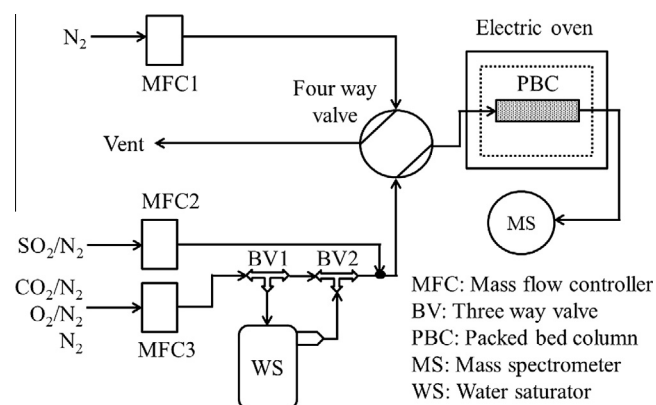 N2
MFC1
Four way
valve
Electric oven
PBC
Vent
MFC2
SO2/N2
BV1
BV2
MS
CO2/N2
O2/N2
N2
MFC3
WS
MFC: Mass flow controller
BV: Three way valve
PBC: Packed bed column
MS: Mass spectrometer
WS: Water saturator